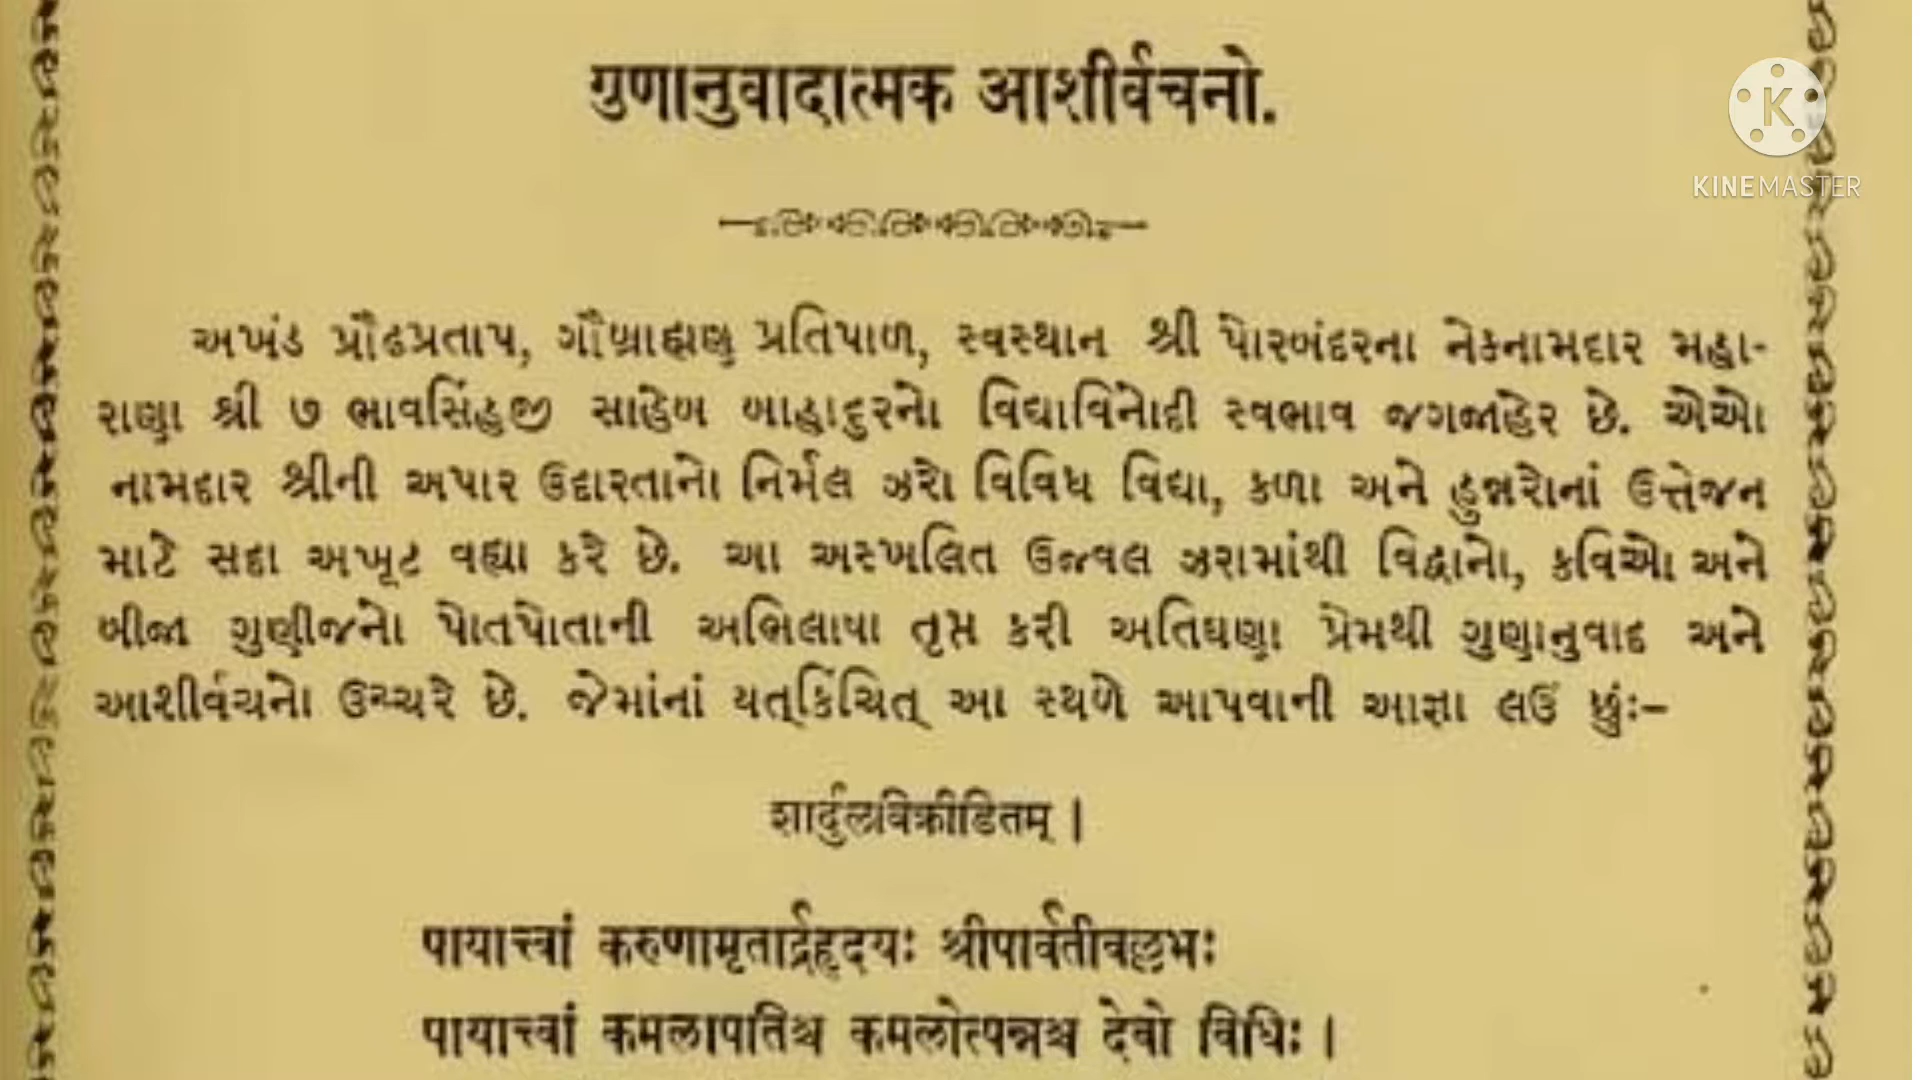 गुणानुवादात्मक आशीर्वचनो.
KINEMASTER
અખંડ પ્રૌઢપ્રતાપ, ગૌબ્રાહ્મણ પ્રતિપાળ, સ્વસ્થાન શ્રી પોરબંદરના નેકનામદાર મહા-
રાણા શ્રી ૭ ભાવસિંહજી સાહેબ બાહાદુરનો વિદ્યાવિનોદી સ્વભાવ જગજાહેર છે. એઓ
નામદાર શ્રીની અપાર ઉદારતાનો નિર્મલ ઝરો વિવિધ વિદ્યા, કળા અને હુન્નરોનાં ઉત્તેજન
માટે સદા અખૂટ વહ્યા કરે છે. આ અસ્ખલિત ઉજ્વલ ઝરામાંથી વિદ્વાનો, કવિઓ અને
બીજા ગુણીજનો પોતપોતાની અભિલાષા તૃપ્ત કરી અતિઘણા પ્રેમથી ગુણાનુવાદ અને
આશીર્વચનો ઉચ્ચરે છે. જેમાંનાં યત્કિંચિત્ આ સ્થળે આપવાની આજ્ઞા લઉં છુંઃ–
शार्दुलविक्रीडितम् |
पायात्त्वां करुणामृतार्द्रहृदयः श्रीपार्वतीवल्लभः
पायात्त्वां कमलापतिश्च कमलोत्पन्नश्च देवो विधिः |